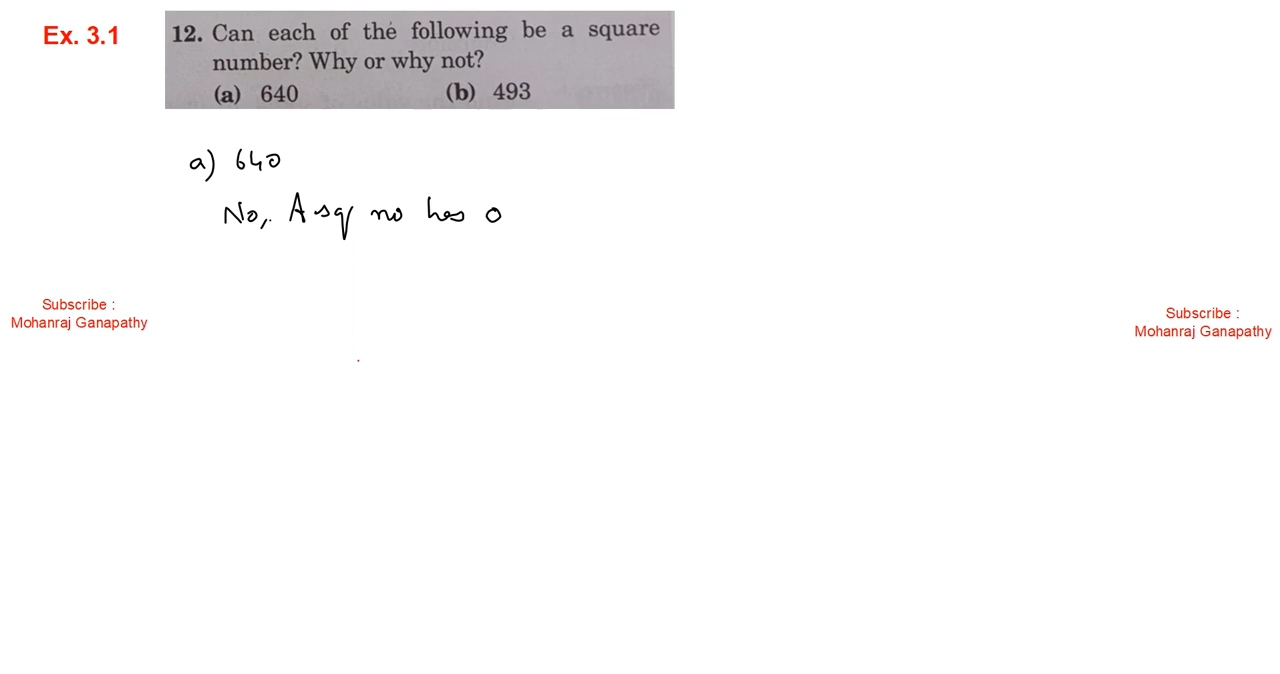 Ex. 3.1
12. Can each of the following be a square
number? Why or why not?
(a) 640 (b) 493
a) 640
No, A sq no has 0
Subscribe :
Mohanraj Ganapathy
Subscribe :
Mohanraj Ganapathy